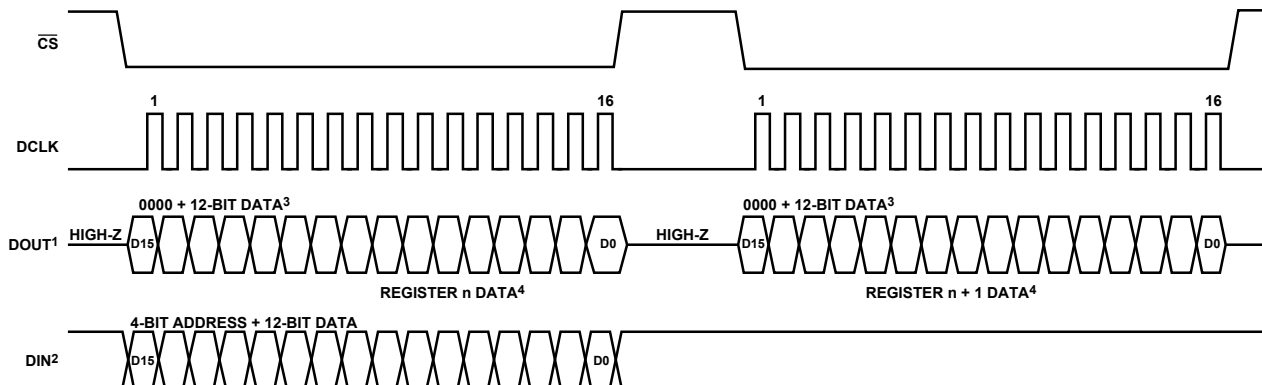 CS
1 16 1 16
DCLK
0000 + 12-BIT DATA3 0000 + 12-BIT DATA3
DOUT1 HIGH-Z D15 D0 HIGH-Z D15 D0
REGISTER n DATA4 REGISTER n + 1 DATA4
4-BIT ADDRESS + 12-BIT DATA
DIN2 D15 D0